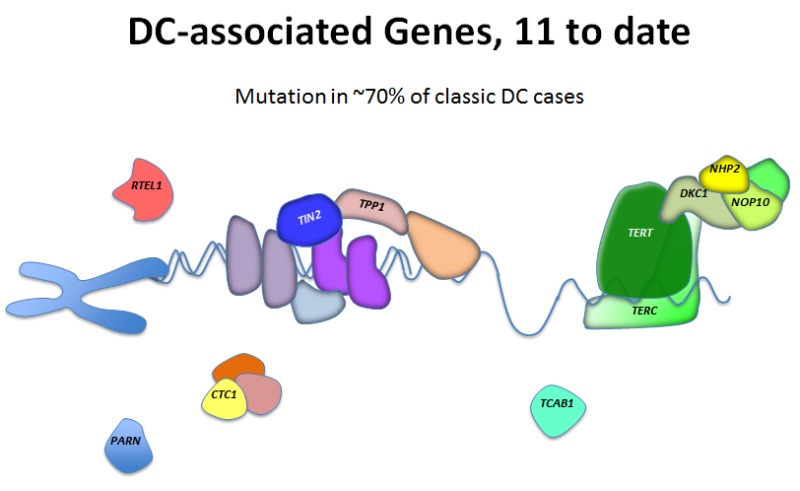 DC-associated Genes, 11 to date
Mutation in ~70% of classic DC cases
RTEL1
TIN2
TPP1
DKC1
NHP2
NOP10
TERT
TERC
CTC1
TCAB1
PARN